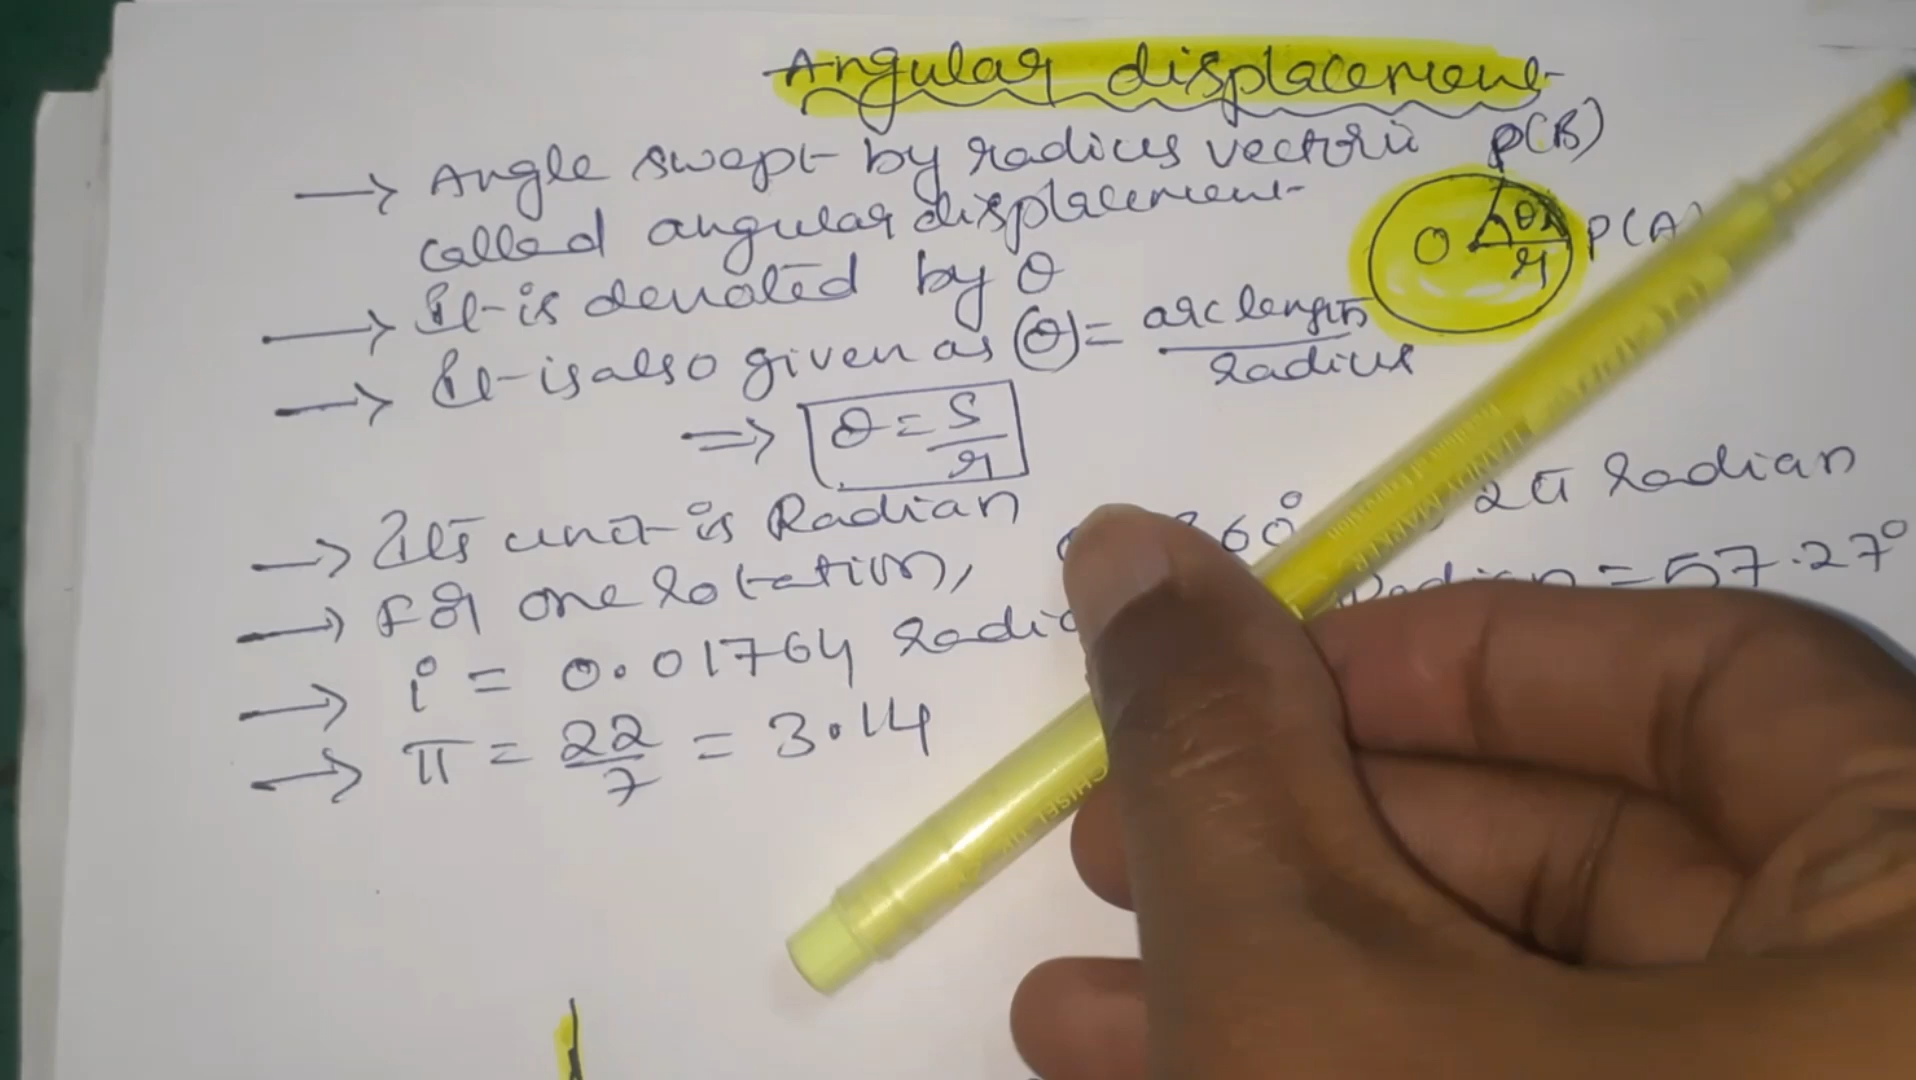 Angular displacement
→ Angle swept by radius vector is
called angular displacement
P(B)
O θ r P(A)
→ It is denoted by θ
→ It is also given as (θ) = arc length / radius
⇒ θ = S/r
→ Its unit is Radian
→ For one rotation, 360° 2π Radian
→ 1° = 0.01764 radi = 57.27°
→ π = 22/7 = 3.14